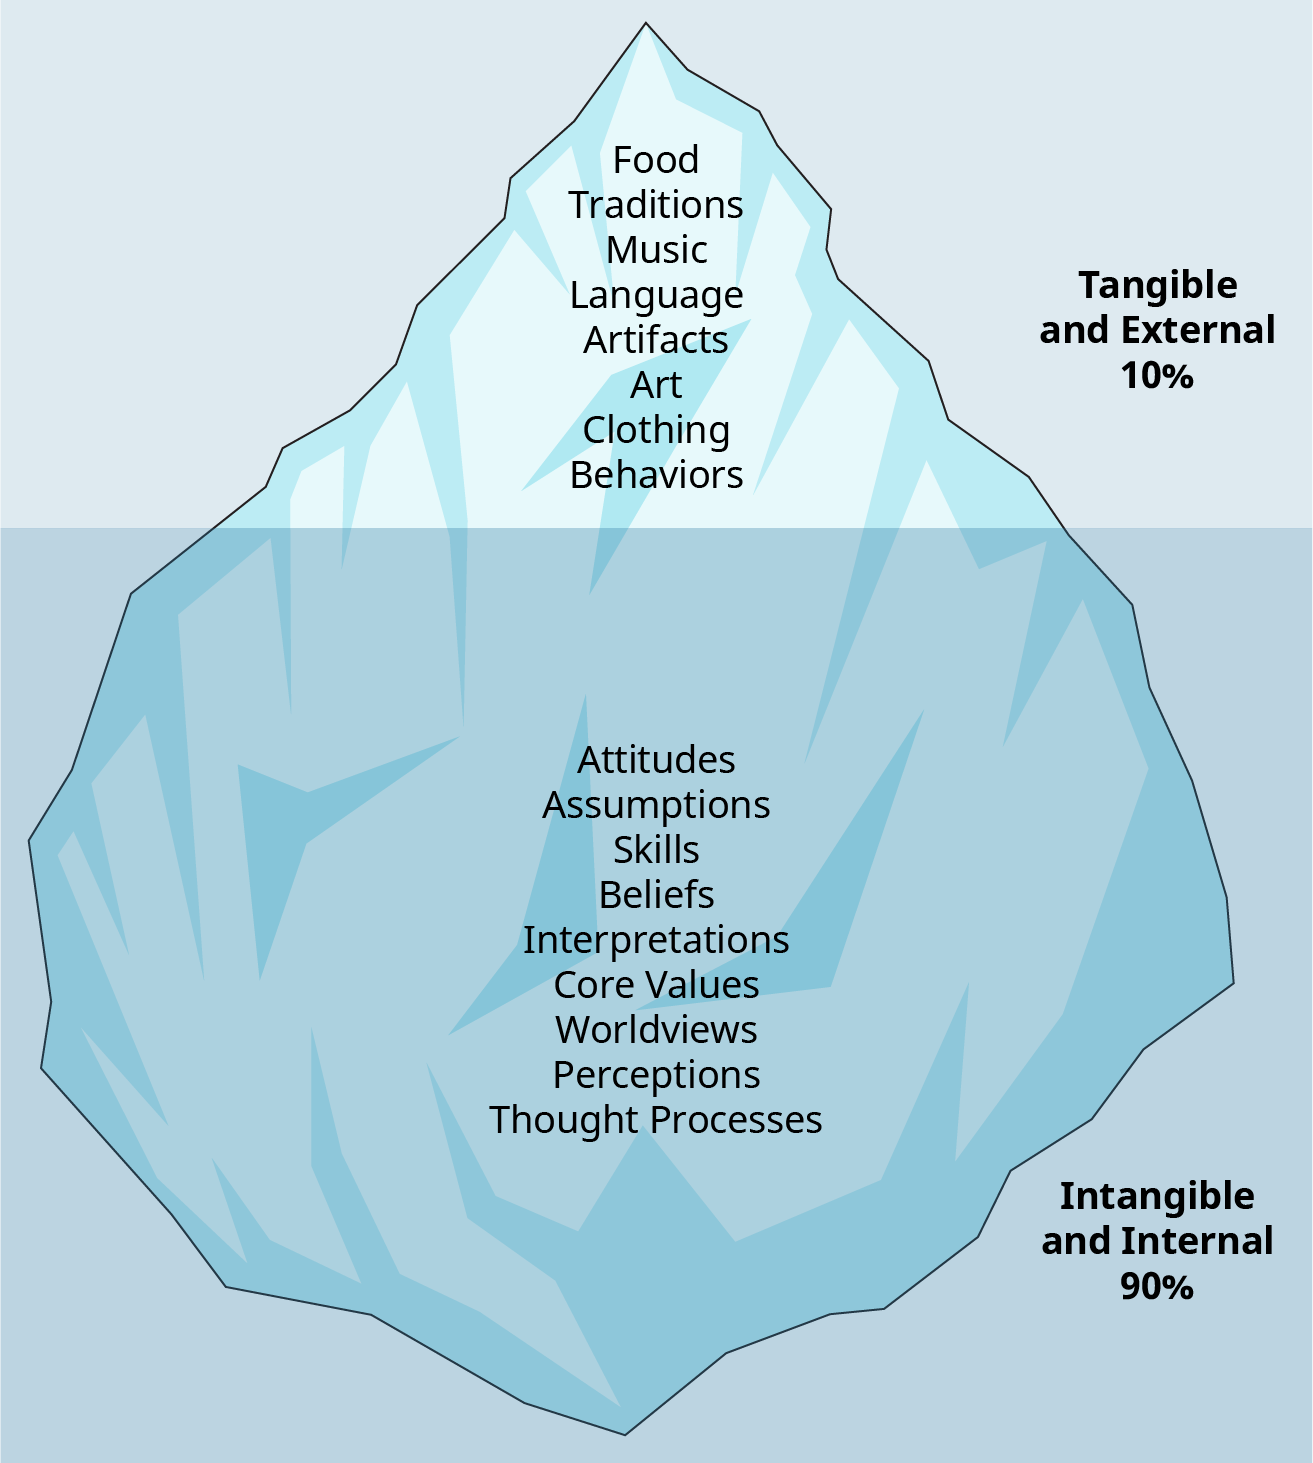 Food
Traditions
Music
Language
Artifacts
Art
Clothing
Behaviors
Tangible
and External
10%
Attitudes
Assumptions
Skills
Beliefs
Interpretations
Core Values
Worldviews
Perceptions
Thought Processes
Intangible
and Internal
90%